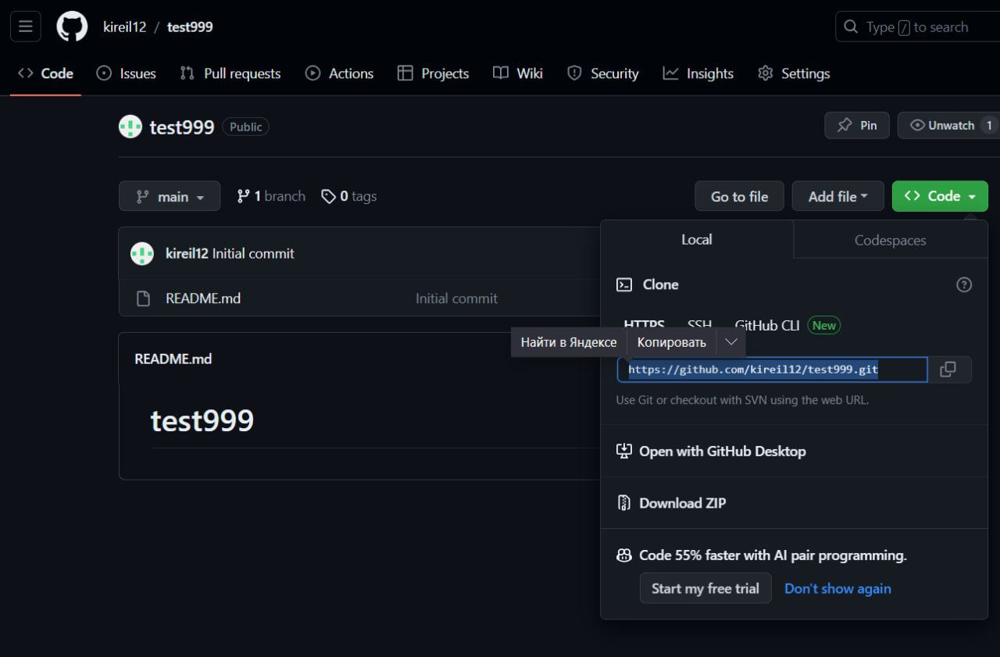 kireil12 / test999
Type / to search
Code Issues Pull requests Actions Projects Wiki Security Insights Settings
test999 Public
Pin Unwatch 1
main 1 branch 0 tags
Go to file Add file Code
Local Codespaces
kireil12 Initial commit
README.md Initial commit
Clone
HTTPS SSH GitHub CLI New
Найти в Яндексе Копировать
https://github.com/kireil12/test999.git
Use Git or checkout with SVN using the web URL.
README.md
test999
Open with GitHub Desktop
Download ZIP
Code 55% faster with AI pair programming.
Start my free trial Don't show again